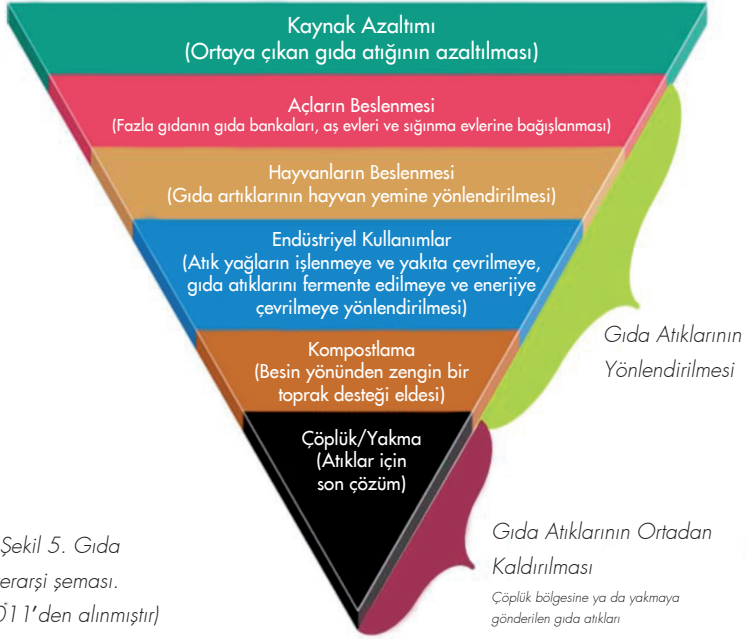 Kaynak Azaltımı
(Ortaya çıkan gıda atığının azaltılması)
Açların Beslenmesi
(Fazla gıdanın gıda bankaları, aş evleri ve sığınma evlerine bağışlanması)
Hayvanların Beslenmesi
(Gıda artıklarının hayvan yemine yönlendirilmesi)
Endüstriyel Kullanımlar
(Atık yağların işlenmeye ve yakıta çevrilmeye,
gıda atıklarını fermente edilmeye ve enerjiye
çevrilmeye yönlendirilmesi)
Kompostlama
(Besin yönünden zengin bir
toprak desteği eldesi)
Çöplük/Yakma
(Atıklar için
son çözüm)
Gıda Atıklarının
Yönlendirilmesi
Gıda Atıklarının Ortadan
Kaldırılması
Çöplük bölgesine ya da yakmaya
gönderilen gıda atıkları
Şekil 5. Gıda
şeması.
11'den alınmıştır)